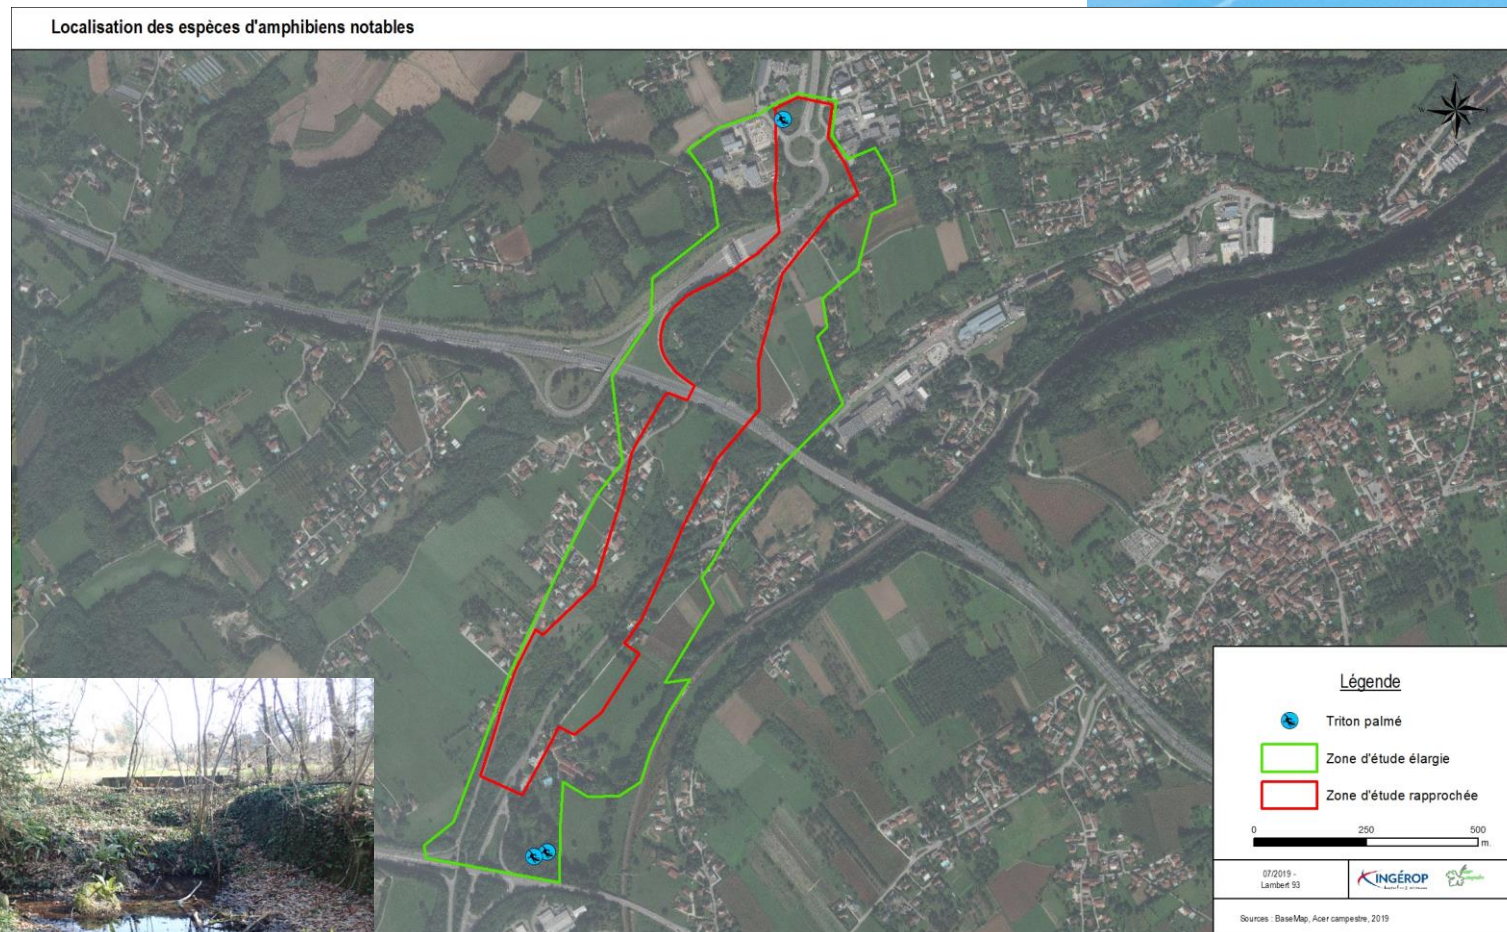 Localisation des espèces d'amphibiens notables
N
Légende
Triton palmé
Zone d'étude élargie
Zone d'étude rapprochée
0 250 500
m.
07/2019 -
Lambert 93
INGÉROP
Sources : BaseMap, Acer campestre, 2019